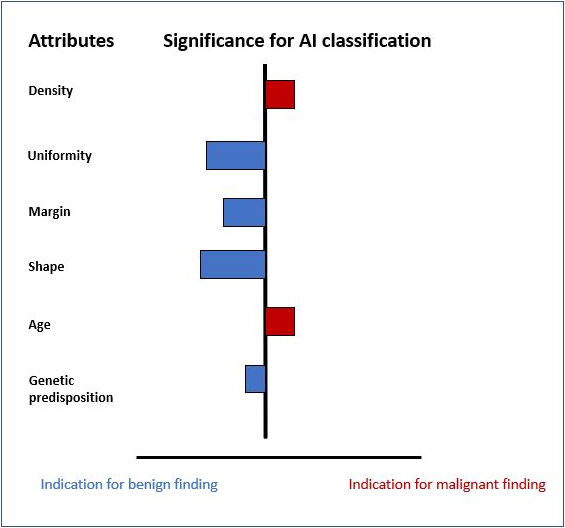 Attributes
Significance for AI classification
Density
Uniformity
Margin
Shape
Age
Genetic
predisposition
Indication for benign finding
Indication for malignant finding